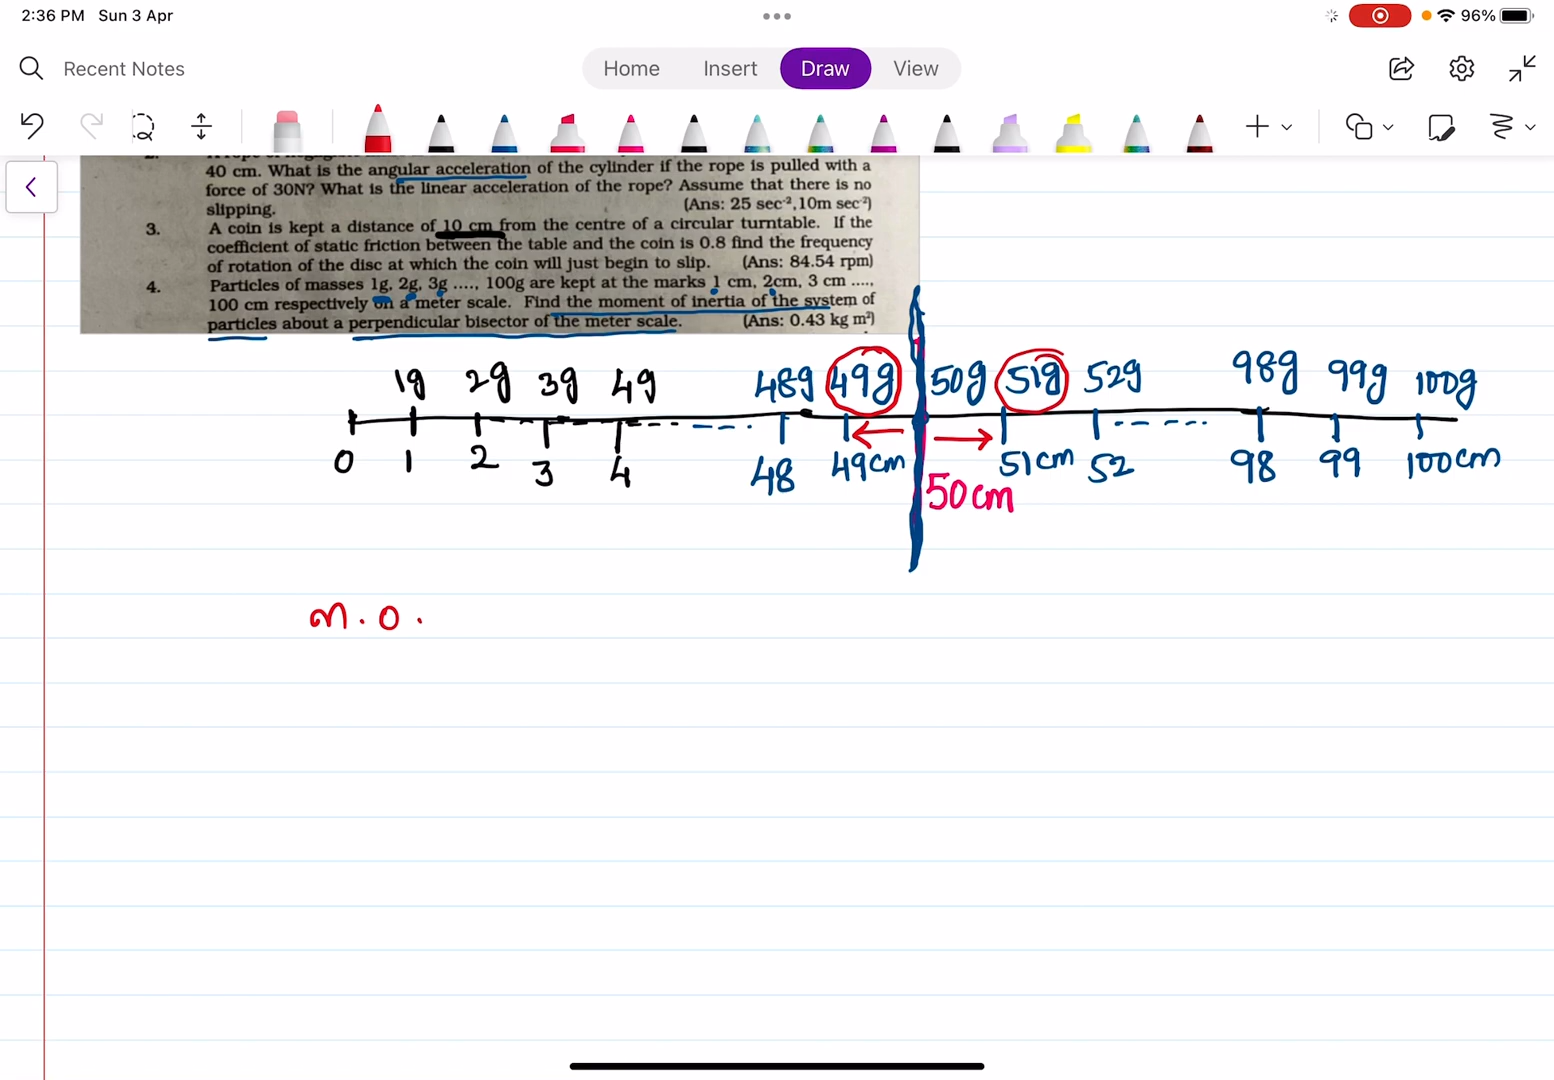 2:36 PM Sun 3 Apr
96%
Recent Notes
Home Insert Draw View
40 cm. What is the angular acceleration of the cylinder if the rope is pulled with a
force of 30N? What is the linear acceleration of the rope? Assume that there is no
slipping. (Ans: 25 sec⁻²,10m sec⁻²)
3. A coin is kept a distance of 10 cm from the centre of a circular turntable. If the
coefficient of static friction between the table and the coin is 0.8 find the frequency
of rotation of the disc at which the coin will just begin to slip. (Ans: 84.54 rpm)
4. Particles of masses 1g, 2g, 3g ...., 100g are kept at the marks 1 cm, 2cm, 3 cm ....,
100 cm respectively on a meter scale. Find the moment of inertia of the system of
particles about a perpendicular bisector of the meter scale. (Ans: 0.43 kg m²)
1g 2g 3g 4g 48g 49g 50g 51g 52g 98g 99g 100g
0 1 2 3 4 48 49cm 51cm 52 98 99 100cm
50cm
m. o.